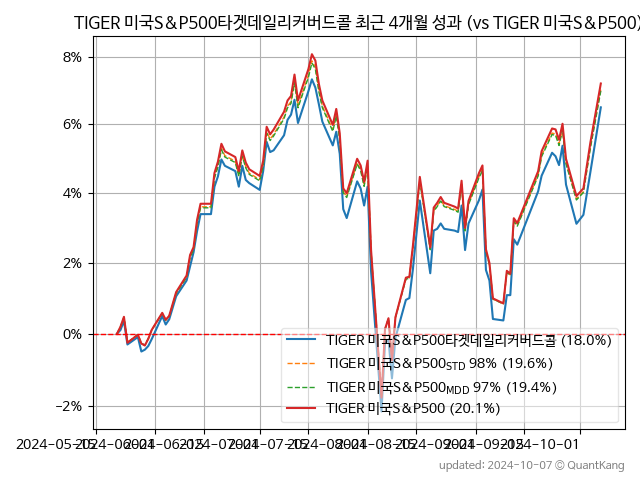 TIGER 미국S&P500타겟데일리커버드콜 최근 4개월 성과 (vs TIGER 미국S&P500)
8%
6%
4%
2%
0%
−2%
TIGER 미국S&P500타겟데일리커버드콜 (18.0%)
TIGER 미국S&P500STD 98% (19.6%)
TIGER 미국S&P500MDD 97% (19.4%)
TIGER 미국S&P500 (20.1%)
2024-05-15 2024-06-01 2024-06-15 2024-07-01 2024-07-15 2024-08-01 2024-08-15 2024-09-01 2024-09-15 2024-10-01
updated: 2024-10-07 © QuantKang